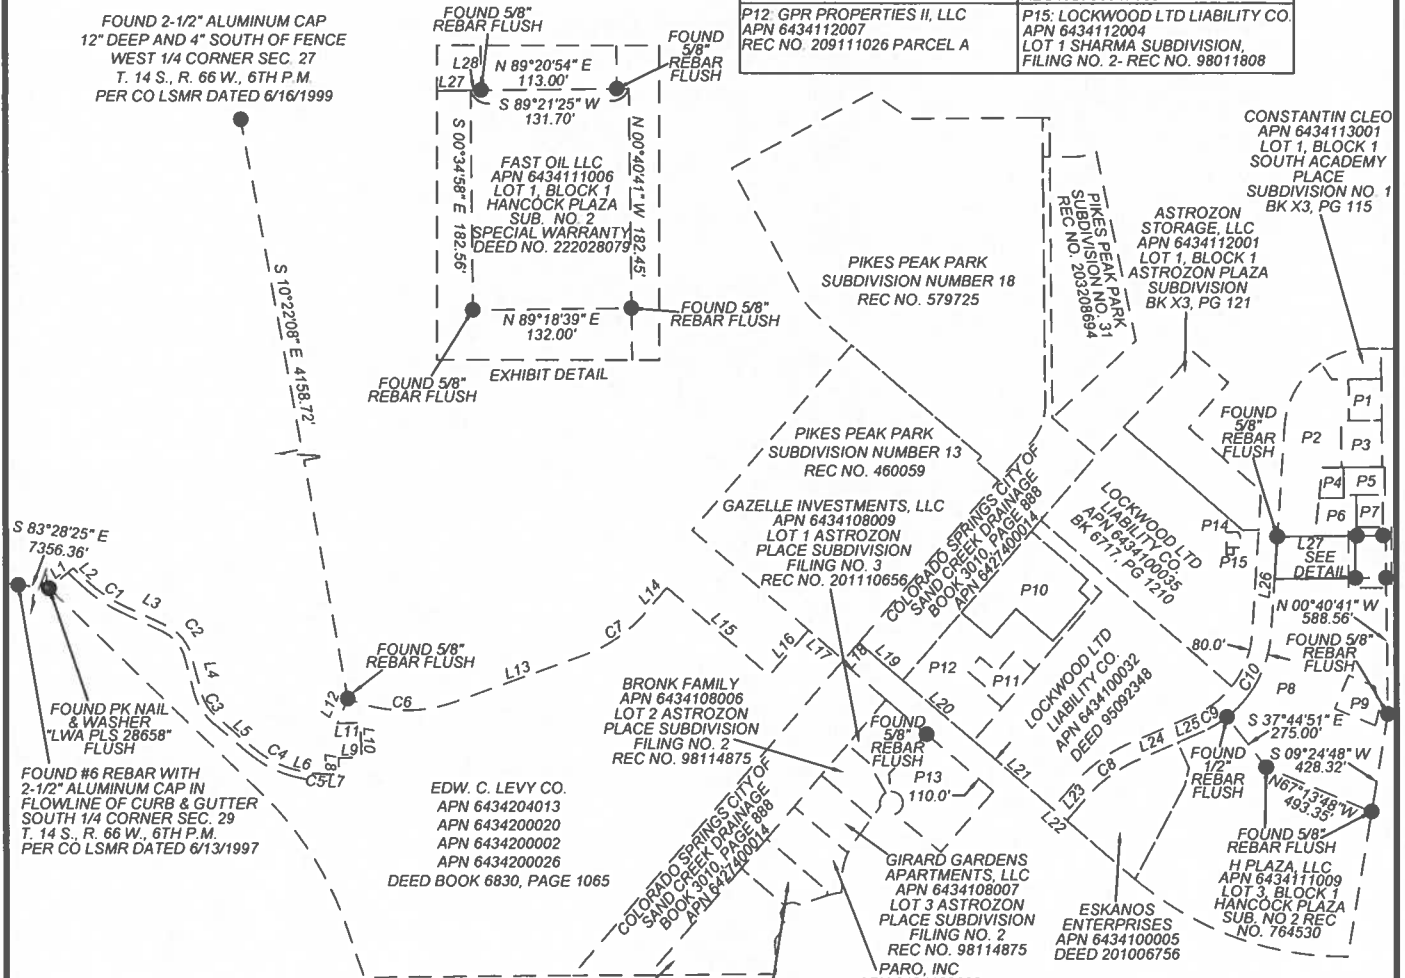 FOUND 2-1/2" ALUMINUM CAP
12" DEEP AND 4" SOUTH OF FENCE
WEST 1/4 CORNER SEC. 27
T. 14 S., R. 66 W., 6TH P.M.
PER CO LSMR DATED 6/16/1999
FOUND 5/8"
REBAR FLUSH
FOUND
5/8"
REBAR
FLUSH
L28
L27
N 89°20'54" E
113.00'
S 89°21'25" W
131.70'
S 00°34'58" E 182.56'
N 00°40'41" W 182.45'
FAST OIL LLC
APN 6434111006
LOT 1, BLOCK 1
HANCOCK PLAZA
SUB. NO. 2
SPECIAL WARRANTY
DEED NO. 222028079
N 89°18'39" E
132.00'
FOUND 5/8"
REBAR FLUSH
EXHIBIT DETAIL
FOUND 5/8"
REBAR FLUSH
P12: GPR PROPERTIES II, LLC
APN 6434112007
REC NO. 209111026 PARCEL A
P15: LOCKWOOD LTD LIABILITY CO.
APN 6434112004
LOT 1 SHARMA SUBDIVISION,
FILING NO. 2- REC NO. 98011808
CONSTANTIN CLEO
APN 6434113001
LOT 1, BLOCK 1
SOUTH ACADEMY
PLACE
SUBDIVISION NO. 1
BK X3, PG 115
PIKES PEAK PARK
SUBDIVISION NO. 31
REC NO. 203208694
ASTROZON
STORAGE, LLC
APN 6434112001
LOT 1, BLOCK 1
ASTROZON PLAZA
SUBDIVISION
BK X3, PG 121
PIKES PEAK PARK
SUBDIVISION NUMBER 18
REC NO. 579725
S 10°22'08" E 4158.72'
PIKES PEAK PARK
SUBDIVISION NUMBER 13
REC NO. 460059
FOUND
5/8"
REBAR
FLUSH
P1
P2
P3
P4
P5
P6
P7
P14
P15
L27
SEE
DETAIL
L26
GAZELLE INVESTMENTS, LLC
APN 6434108009
LOT 1 ASTROZON
PLACE SUBDIVISION
FILING NO. 3
REC NO. 201110656
COLORADO SPRINGS CITY OF
SAND CREEK DRAINAGE
BOOK 3010, PAGE 888
APN 6427400014
LOCKWOOD LTD
LIABILITY CO.
APN 6434100035
BK 6717, PG 1210
S 83°28'25" E
7356.36'
L1
L2
C1
L3
C2
L4
C3
L5
C4
L6
C5
L7
L8
L9
L10
L11
L12
FOUND 5/8"
REBAR FLUSH
C6
L13
C7
L14
L15
L16
L17
L18
L19
L20
L21
L22
L23
C8
L24
L25
C9
C10
P10
P11
P12
80.0'
P8
P9
N 00°40'41" W
588.56'
FOUND 5/8"
REBAR
FLUSH
S 37°44'51" E
275.00'
S 09°24'48" W
428.32'
N67°13'48"W
493.35'
FOUND
1/2"
REBAR
FLUSH
FOUND 5/8"
REBAR FLUSH
LOCKWOOD LTD
LIABILITY CO.
APN 6434100032
DEED 95092348
FOUND PK NAIL
& WASHER
"LWA PLS 28658"
FLUSH
FOUND #6 REBAR WITH
2-1/2" ALUMINUM CAP IN
FLOWLINE OF CURB & GUTTER
SOUTH 1/4 CORNER SEC. 29
T. 14 S., R. 66 W., 6TH P.M.
PER CO LSMR DATED 6/13/1997
BRONK FAMILY
APN 6434108006
LOT 2 ASTROZON
PLACE SUBDIVISION
FILING NO. 2
REC NO. 98114875
FOUND
5/8"
REBAR
FLUSH
P13
110.0'
EDW. C. LEVY CO.
APN 6434204013
APN 6434200020
APN 6434200002
APN 6434200026
DEED BOOK 6830, PAGE 1065
COLORADO SPRINGS CITY OF
SAND CREEK DRAINAGE
BOOK 3010, PAGE 888
APN 6427400014
GIRARD GARDENS
APARTMENTS, LLC
APN 6434108007
LOT 3 ASTROZON
PLACE SUBDIVISION
FILING NO. 2
REC NO. 98114875
PARO, INC
ESKANOS
ENTERPRISES
APN 6434100005
DEED 201006756
H PLAZA, LLC
APN 6434111009
LOT 3, BLOCK 1
HANCOCK PLAZA
SUB. NO 2 REC
NO. 764530